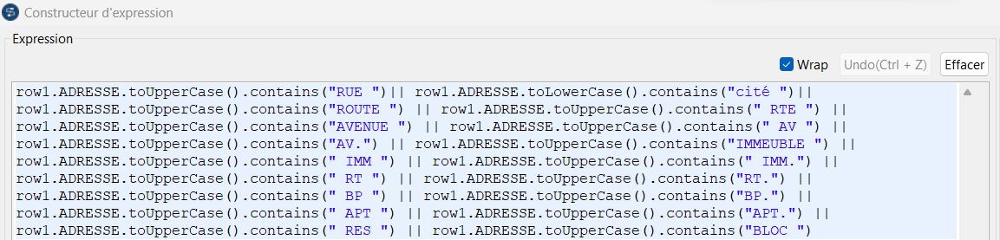 Constructeur d'expression
Expression
Wrap Undo(Ctrl + Z) Effacer
row1.ADRESSE.toUpperCase().contains("RUE ")|| row1.ADRESSE.toLowerCase().contains("cité ")||
row1.ADRESSE.toUpperCase().contains("ROUTE ") || row1.ADRESSE.toUpperCase().contains(" RTE ") ||
row1.ADRESSE.toUpperCase().contains("AVENUE ") || row1.ADRESSE.toUpperCase().contains(" AV ") ||
row1.ADRESSE.toUpperCase().contains("AV.") || row1.ADRESSE.toUpperCase().contains("IMMEUBLE ") ||
row1.ADRESSE.toUpperCase().contains(" IMM ") || row1.ADRESSE.toUpperCase().contains(" IMM.") ||
row1.ADRESSE.toUpperCase().contains(" RT ") || row1.ADRESSE.toUpperCase().contains("RT.") ||
row1.ADRESSE.toUpperCase().contains(" BP ") || row1.ADRESSE.toUpperCase().contains("BP.") ||
row1.ADRESSE.toUpperCase().contains(" APT ") || row1.ADRESSE.toUpperCase().contains("APT.") ||
row1.ADRESSE.toUpperCase().contains(" RES ") || row1.ADRESSE.toUpperCase().contains("BLOC ")